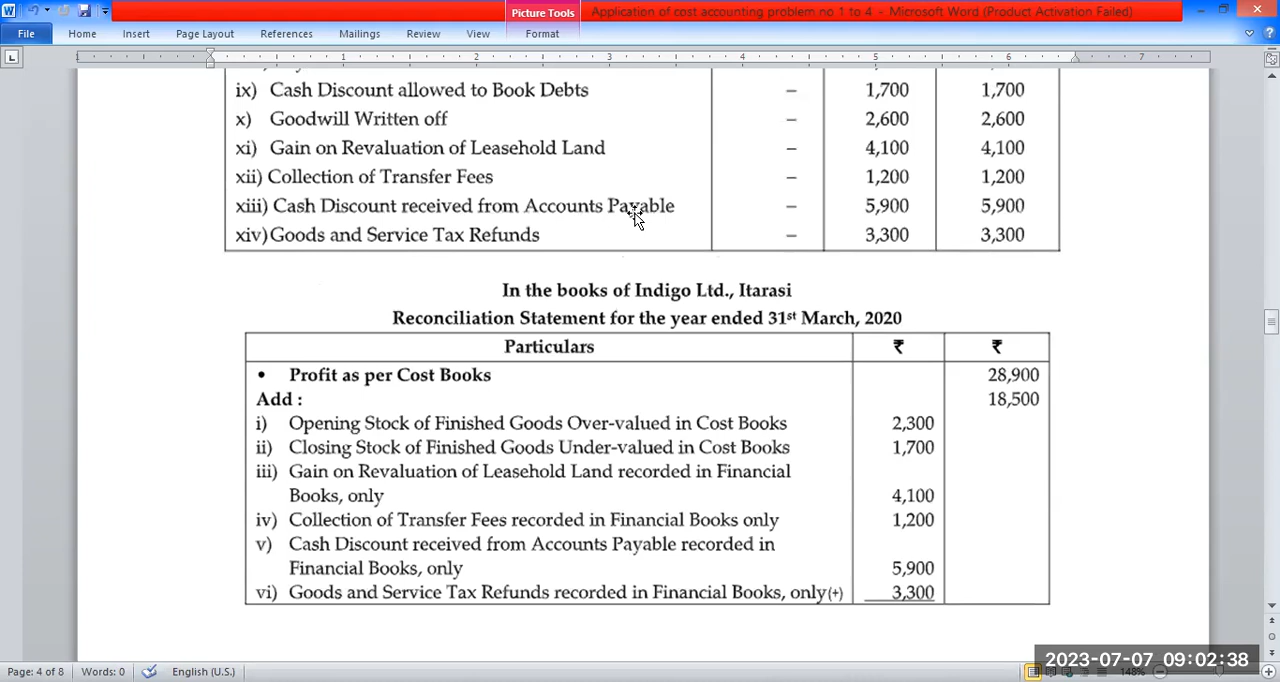 Picture Tools
Application of cost accounting problem no 1 to 4 - Microsoft Word (Product Activation Failed)
File Home Insert Page Layout References Mailings Review View Format
L 1 1 2 3 4 5 6 7
ix) Cash Discount allowed to Book Debts – 1,700 1,700
x) Goodwill Written off – 2,600 2,600
xi) Gain on Revaluation of Leasehold Land – 4,100 4,100
xii) Collection of Transfer Fees – 1,200 1,200
xiii) Cash Discount received from Accounts Payable – 5,900 5,900
xiv) Goods and Service Tax Refunds – 3,300 3,300
In the books of Indigo Ltd., Itarasi
Reconciliation Statement for the year ended 31st March, 2020
Particulars ₹ ₹
• Profit as per Cost Books 28,900
Add : 18,500
i) Opening Stock of Finished Goods Over-valued in Cost Books 2,300
ii) Closing Stock of Finished Goods Under-valued in Cost Books 1,700
iii) Gain on Revaluation of Leasehold Land recorded in Financial
Books, only 4,100
iv) Collection of Transfer Fees recorded in Financial Books only 1,200
v) Cash Discount received from Accounts Payable recorded in
Financial Books, only 5,900
vi) Goods and Service Tax Refunds recorded in Financial Books, only(+) 3,300
2023-07-07 09:02:38
Page: 4 of 8 Words: 0 English (U.S.) 148%